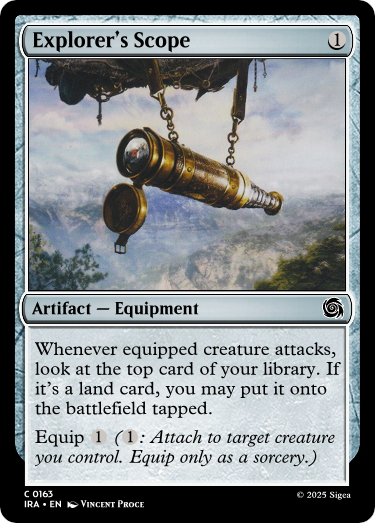 Explorer's Scope 1
Artifact — Equipment
Whenever equipped creature attacks,
look at the top card of your library. If
it's a land card, you may put it onto
the battlefield tapped.
Equip 1 (1: Attach to target creature
you control. Equip only as a sorcery.)
C 0163
IRA • EN Vincent Proce © 2025 Sigea